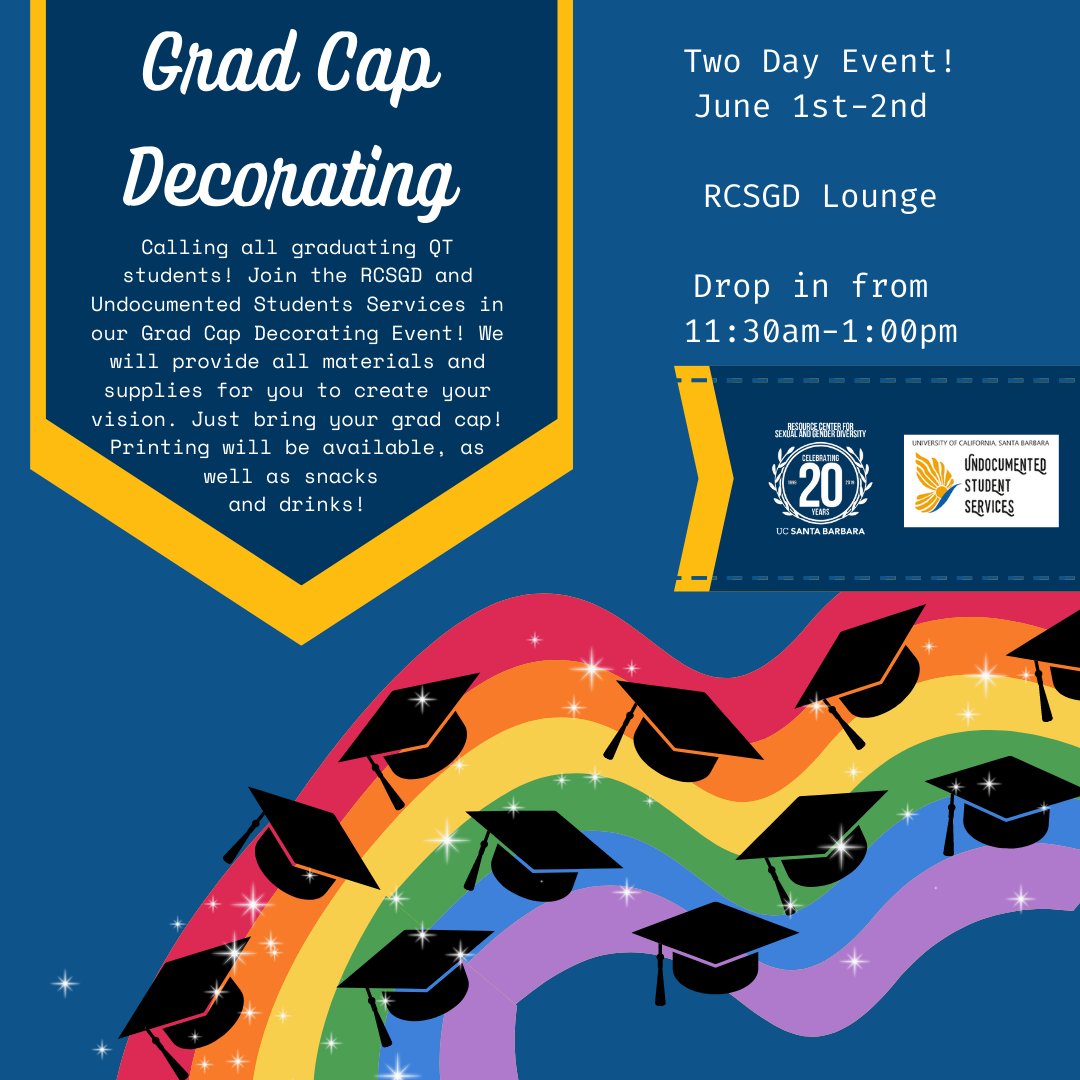 Grad Cap
Decorating
Calling all graduating QT
students! Join the RCSGD and
Undocumented Students Services in
our Grad Cap Decorating Event! We
will provide all materials and
supplies for you to create your
vision. Just bring your grad cap!
Printing will be available, as
well as snacks
and drinks!
Two Day Event!
June 1st-2nd
RCSGD Lounge
Drop in from
11:30am-1:00pm
RESOURCE CENTER FOR
SEXUAL AND GENDER DIVERSITY
CELEBRATING
20
YEARS
UC SANTA BARBARA
UNIVERSITY OF CALIFORNIA, SANTA BARBARA
UNDOCUMENTED
STUDENT
SERVICES